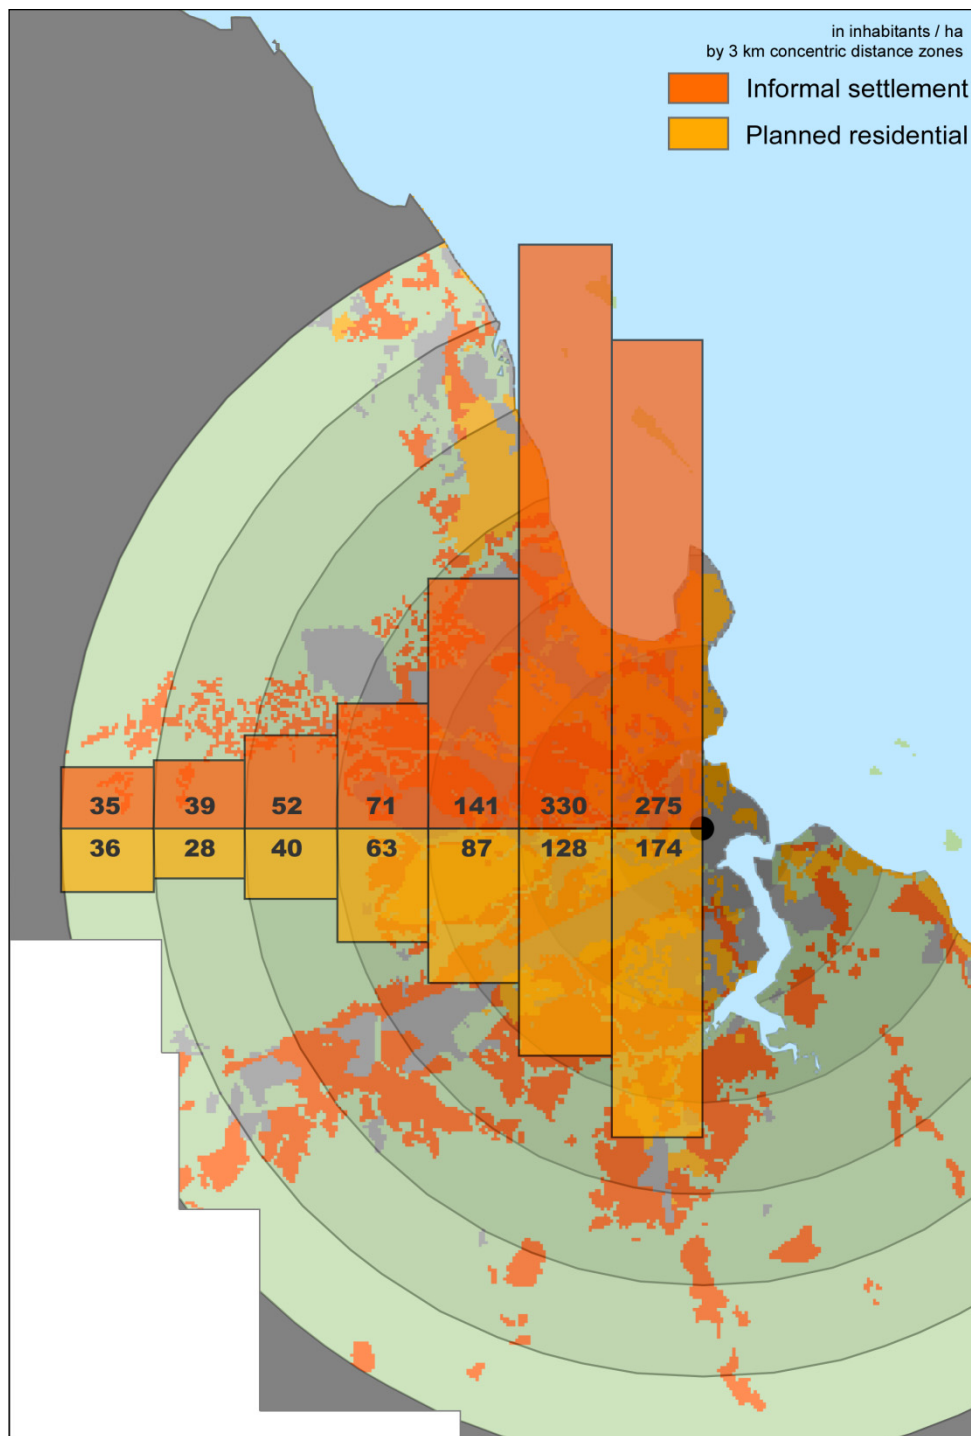 in inhabitants / ha
by 3 km concentric distance zones
Informal settlement
Planned residential
35 39 52 71 141 330 275
36 28 40 63 87 128 174